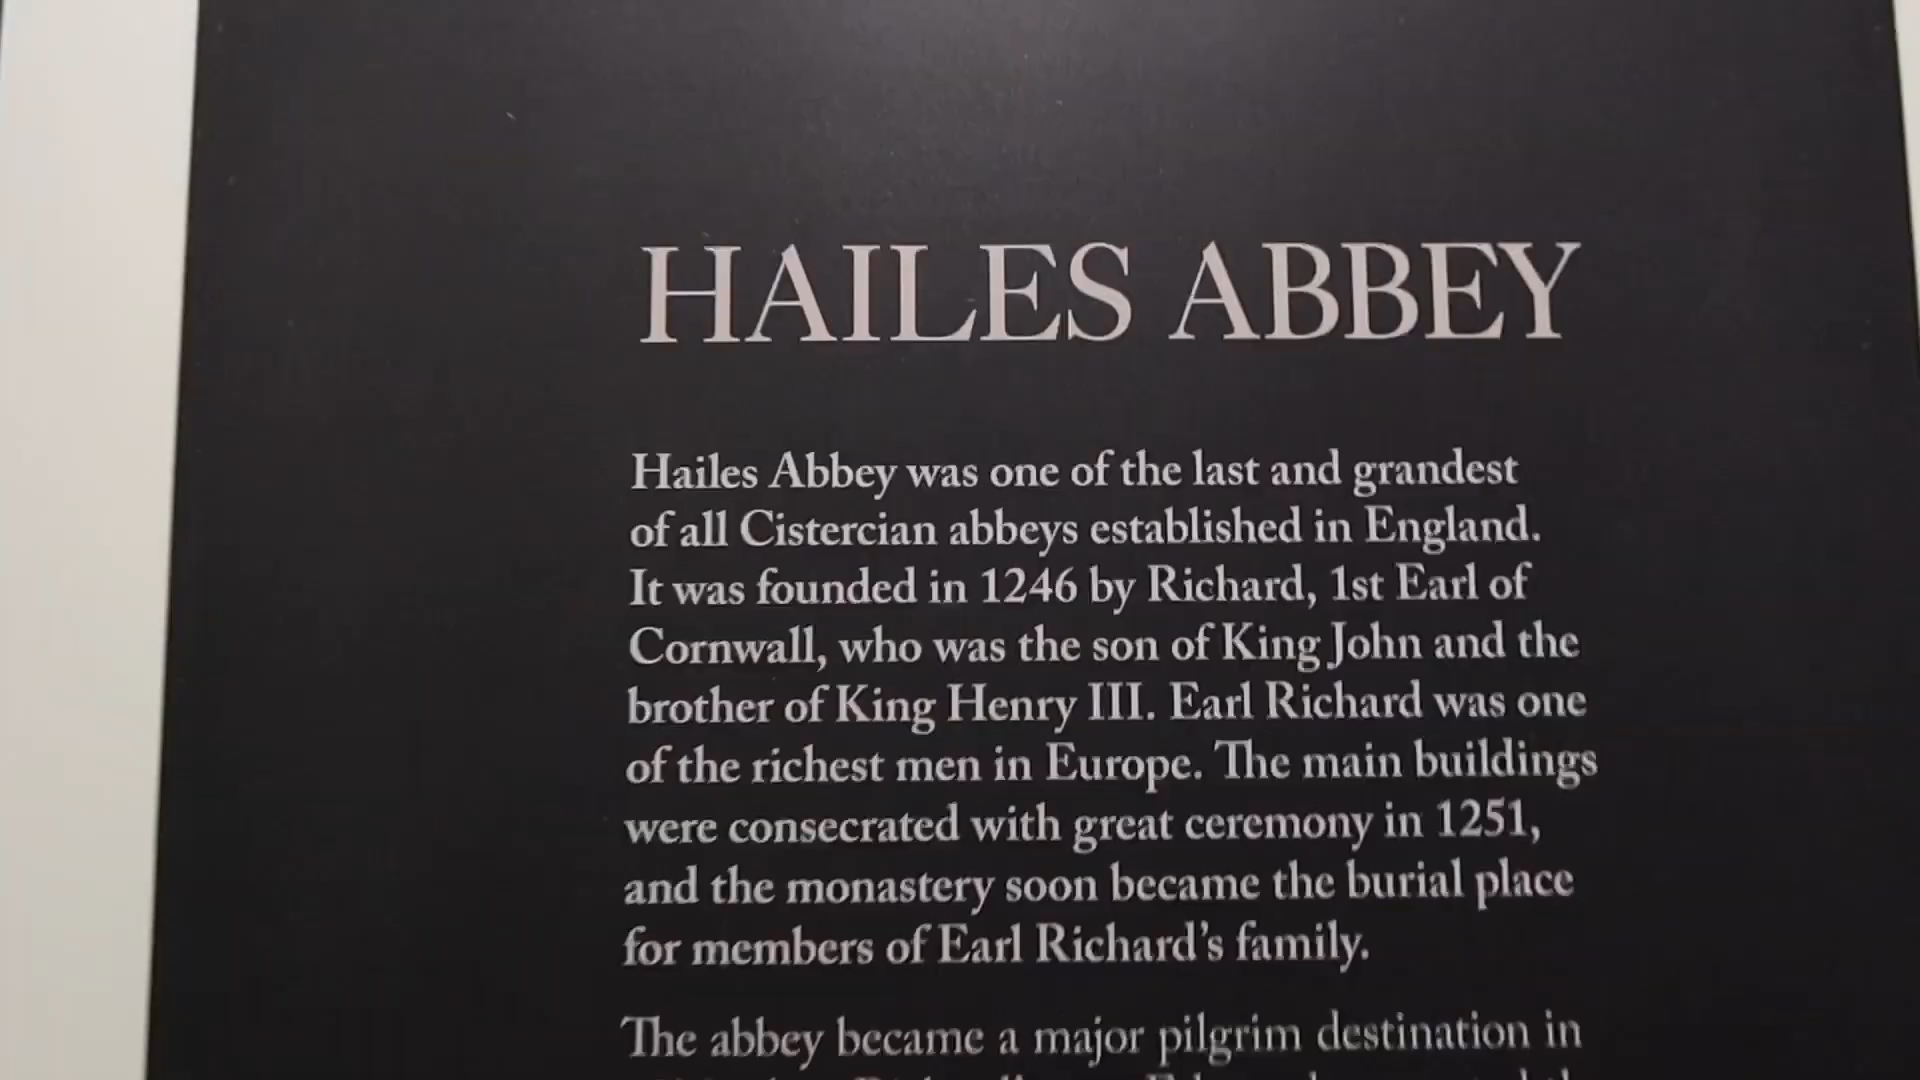 HAILES ABBEY
Hailes Abbey was one of the last and grandest
of all Cistercian abbeys established in England.
It was founded in 1246 by Richard, 1st Earl of
Cornwall, who was the son of King John and the
brother of King Henry III. Earl Richard was one
of the richest men in Europe. The main buildings
were consecrated with great ceremony in 1251,
and the monastery soon became the burial place
for members of Earl Richard's family.
The abbey became a major pilgrim destination in